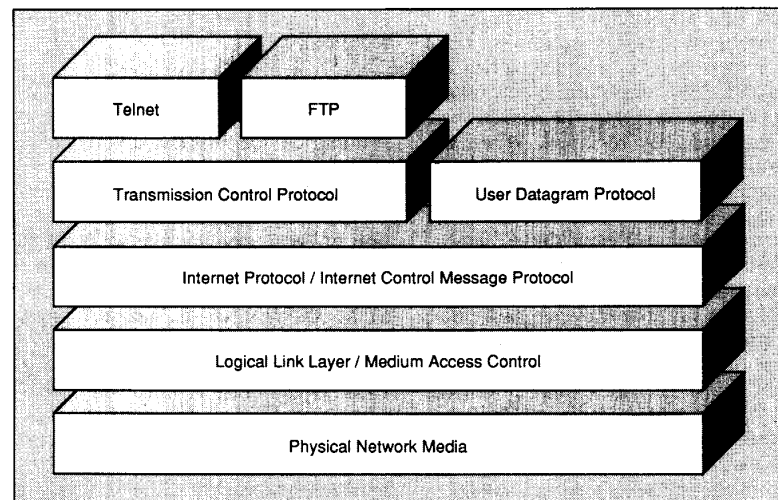 Telnet
FTP
Transmission Control Protocol
User Datagram Protocol
Internet Protocol / Internet Control Message Protocol
Logical Link Layer / Medium Access Control
Physical Network Media